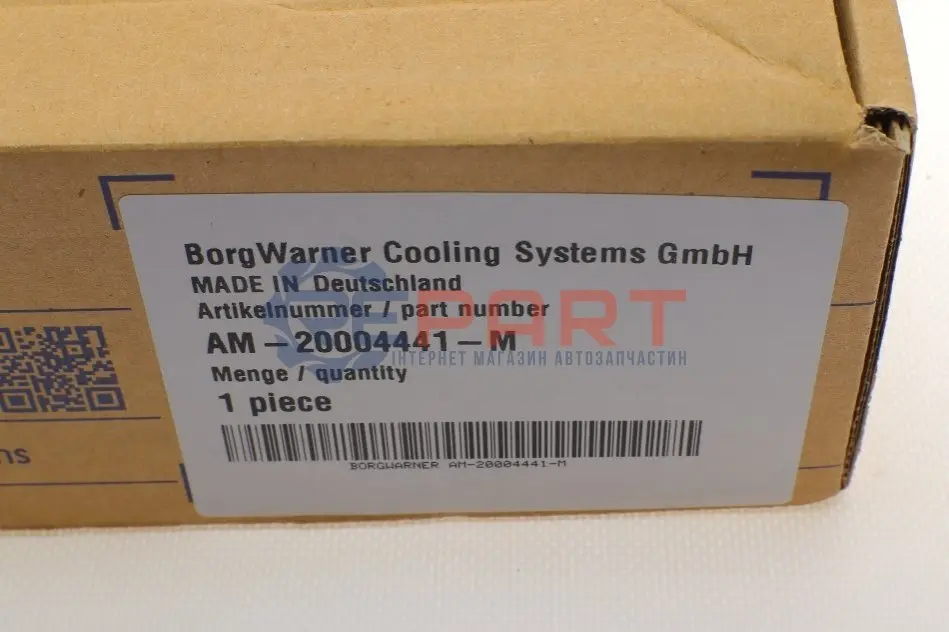 BorgWarner Cooling Systems GmbH
MADE IN Deutschland
Artikelnummer / part number
AM-20004441-M
Menge / quantity
1 piece
BORGWARNER AM-20004441-M
PART
ІНТЕРНЕТ МАГАЗИН АВТОЗАПЧАСТИН
ns